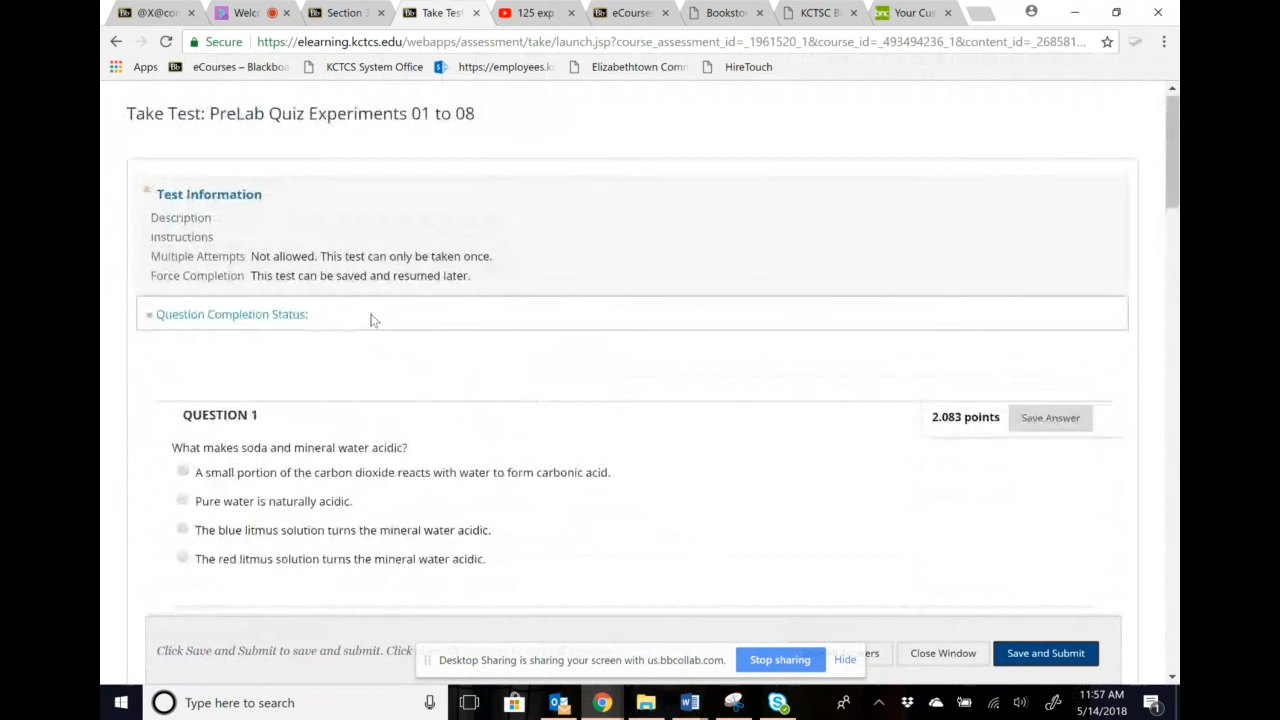 @X@cor
Welc
Section 3
Take Test
125 exp
eCourses
Bookstor
KCTSC B
Your Cus
Secure
https://elearning.kctcs.edu/webapps/assessment/take/launch.jsp?course_assessment_id=_1961520_1&course_id=_493494236_1&content_id=_268581...
Apps
eCourses – Blackboa
KCTCS System Office
https://employees.kc
Elizabethtown Comn
HireTouch
Take Test: PreLab Quiz Experiments 01 to 08
Test Information
Description
Instructions
Multiple Attempts Not allowed. This test can only be taken once.
Force Completion This test can be saved and resumed later.
Question Completion Status:
QUESTION 1
2.083 points
Save Answer
What makes soda and mineral water acidic?
A small portion of the carbon dioxide reacts with water to form carbonic acid.
Pure water is naturally acidic.
The blue litmus solution turns the mineral water acidic.
The red litmus solution turns the mineral water acidic.
Click Save and Submit to save and submit. Click
Desktop Sharing is sharing your screen with us.bbcollab.com.
Stop sharing
Hide
Close Window
Save and Submit
Type here to search
11:57 AM
5/14/2018